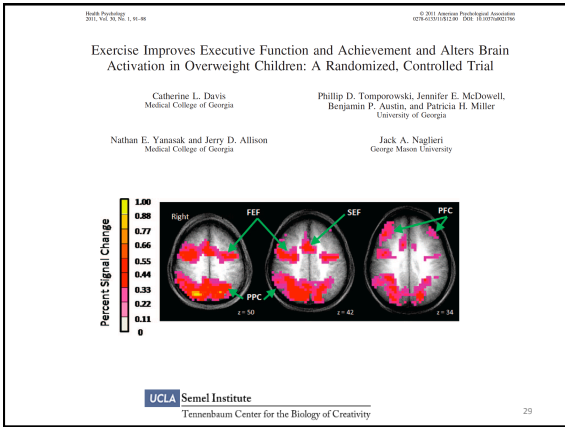 Health Psychology
2011, Vol. 30, No. 1, 91–98
© 2011 American Psychological Association
0278-6133/11/$12.00 DOI: 10.1037/a0021766
Exercise Improves Executive Function and Achievement and Alters Brain
Activation in Overweight Children: A Randomized, Controlled Trial
Catherine L. Davis
Medical College of Georgia
Phillip D. Tomporowski, Jennifer E. McDowell,
Benjamin P. Austin, and Patricia H. Miller
University of Georgia
Nathan E. Yanasak and Jerry D. Allison
Medical College of Georgia
Jack A. Naglieri
George Mason University
Percent Signal Change
1.00
0.88
0.77
0.66
0.55
0.44
0.33
0.22
0.11
0
Right
FEF
SEF
PFC
PPC
z = 50
z = 42
z = 34
UCLA Semel Institute
Tennenbaum Center for the Biology of Creativity
29